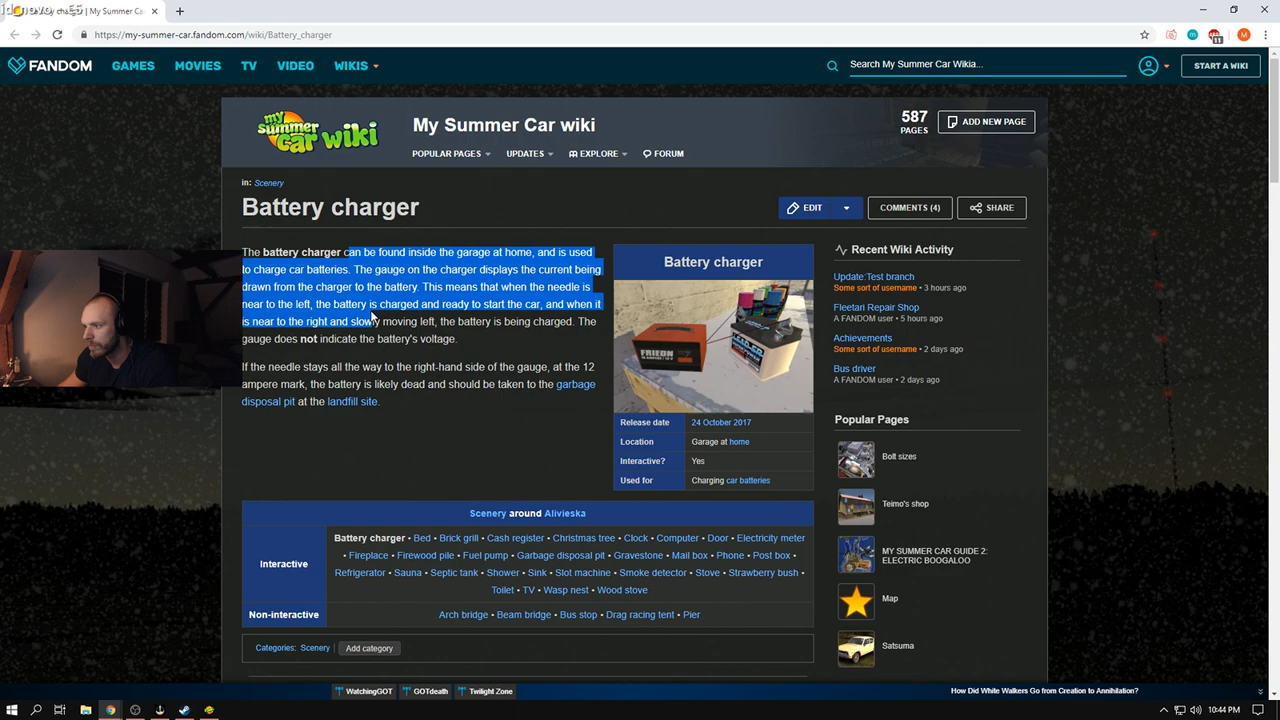 idonovo_ES
y charger | My Summer Car
https://my-summer-car.fandom.com/wiki/Battery_charger
11
M
FANDOM
GAMES
MOVIES
TV
VIDEO
WIKIS
Search My Summer Car Wikia...
START A WIKI
my summer car wiki
My Summer Car wiki
587
PAGES
ADD NEW PAGE
POPULAR PAGES
UPDATES
EXPLORE
FORUM
in: Scenery
Battery charger
EDIT
COMMENTS (4)
SHARE
The battery charger can be found inside the garage at home, and is used
to charge car batteries. The gauge on the charger displays the current being
drawn from the charger to the battery. This means that when the needle is
near to the left, the battery is charged and ready to start the car, and when it
is near to the right and slowly moving left, the battery is being charged. The
gauge does not indicate the battery's voltage.
If the needle stays all the way to the right-hand side of the gauge, at the 12
ampere mark, the battery is likely dead and should be taken to the garbage
disposal pit at the landfill site.
Battery charger
FRIEON
LEADER
Release date 24 October 2017
Location Garage at home
Interactive? Yes
Used for Charging car batteries
Recent Wiki Activity
Update:Test branch
Some sort of username • 3 hours ago
Fleetari Repair Shop
A FANDOM user • 5 hours ago
Achievements
Some sort of username • 2 days ago
Bus driver
A FANDOM user • 2 days ago
Popular Pages
Bolt sizes
Teimo's shop
MY SUMMER CAR GUIDE 2:
ELECTRIC BOOGALOO
Map
Satsuma
Scenery around Alivieska
Interactive
Battery charger • Bed • Brick grill • Cash register • Christmas tree • Clock • Computer • Door • Electricity meter
• Fireplace • Firewood pile • Fuel pump • Garbage disposal pit • Gravestone • Mail box • Phone • Post box •
Refrigerator • Sauna • Septic tank • Shower • Sink • Slot machine • Smoke detector • Stove • Strawberry bush •
Toilet • TV • Wasp nest • Wood stove
Non-interactive
Arch bridge • Beam bridge • Bus stop • Drag racing tent • Pier
Categories: Scenery
Add category
WatchingGOT
GOTdeath
Twilight Zone
How Did White Walkers Go from Creation to Annihilation?
10:44 PM